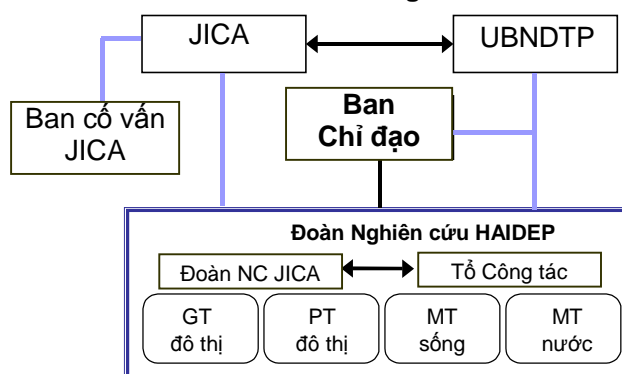 JICA
UBNDTP
Ban cố vấn
JICA
Ban
Chỉ đạo
Đoàn Nghiên cứu HAIDEP
Đoàn NC JICA
Tổ Công tác
GT
đô thị
PT
đô thị
MT
sống
MT
nước